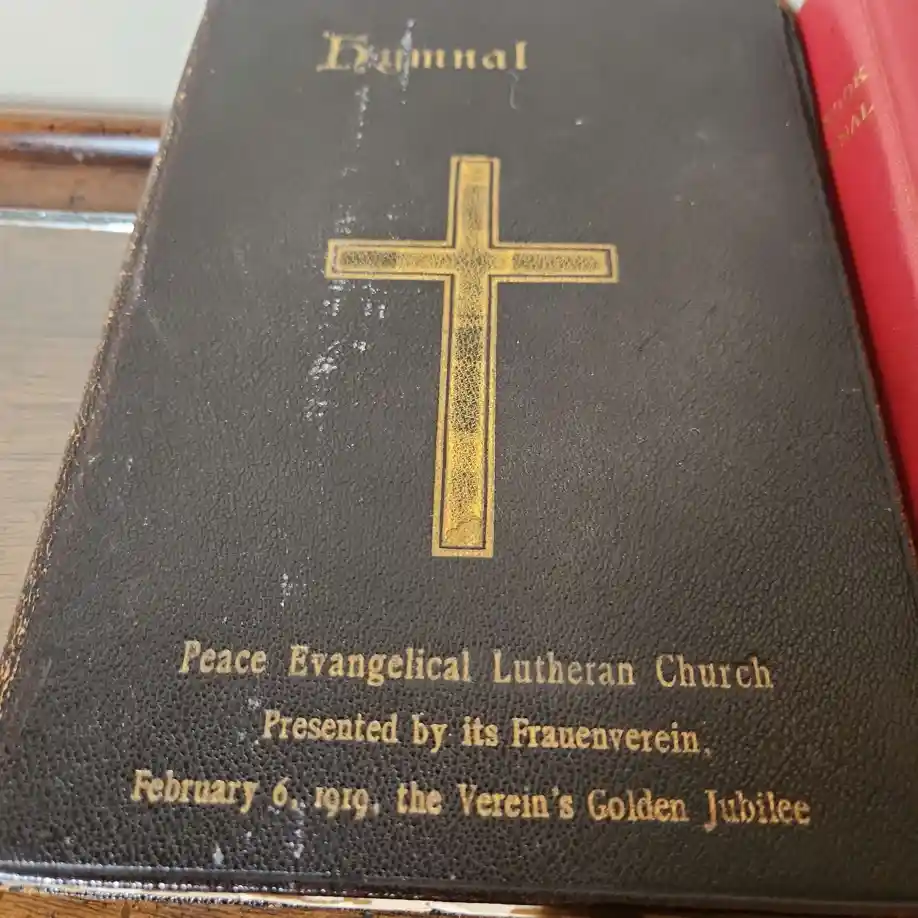 Hymnal
Peace Evangelical Lutheran Church
Presented by its Frauenverein,
February 6, 1919, the Verein's Golden Jubilee